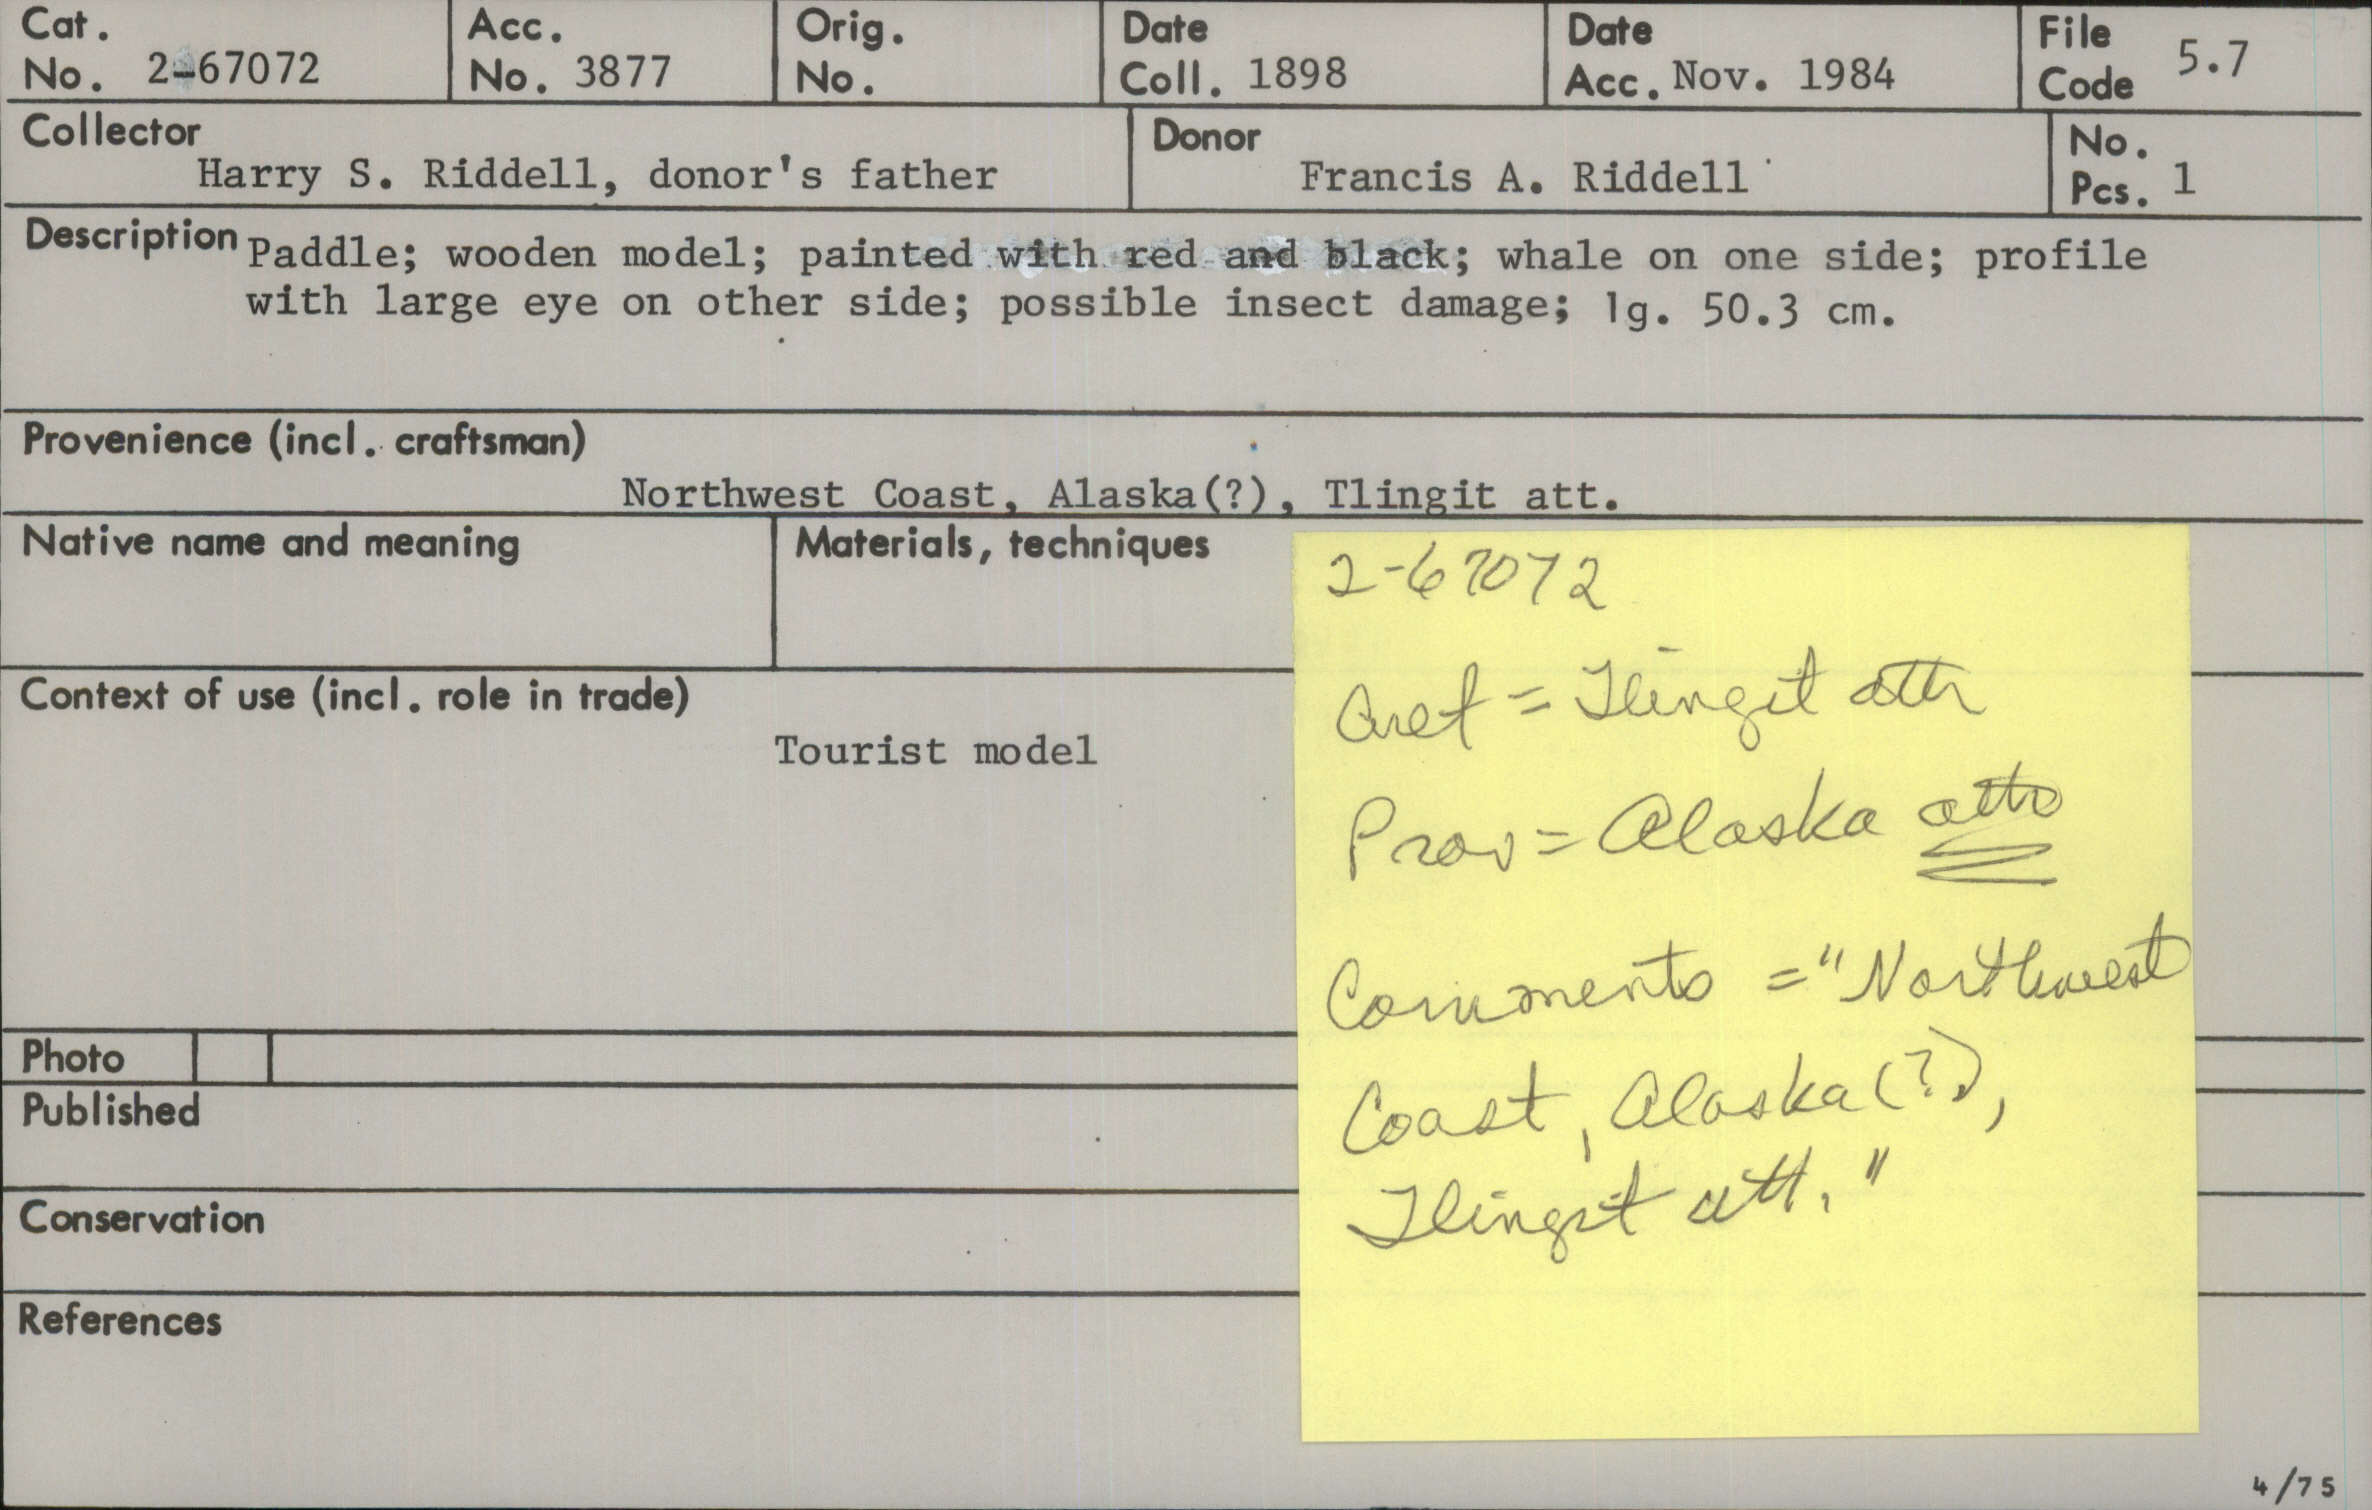 Cat. No. 2-67072
Acc. No. 3877
Orig. No.
Date Coll. 1898
Date Acc. Nov. 1984
File Code 5.7
Collector
Harry S. Riddell, donor's father
Donor
Francis A. Riddell
No. Pcs. 1
Description Paddle; wooden model; painted with red and black; whale on one side; profile
with large eye on other side; possible insect damage; lg. 50.3 cm.
Provenience (incl. craftsman)
Northwest Coast, Alaska(?), Tlingit att.
Native name and meaning
Materials, techniques
Context of use (incl. role in trade)
Tourist model
Photo
Published
Conservation
References
2-67072
= Tlingit attr
Prov = Alaska
Comments = "Northwest
Coast, Alaska (?),
Tlingit att."
4/75